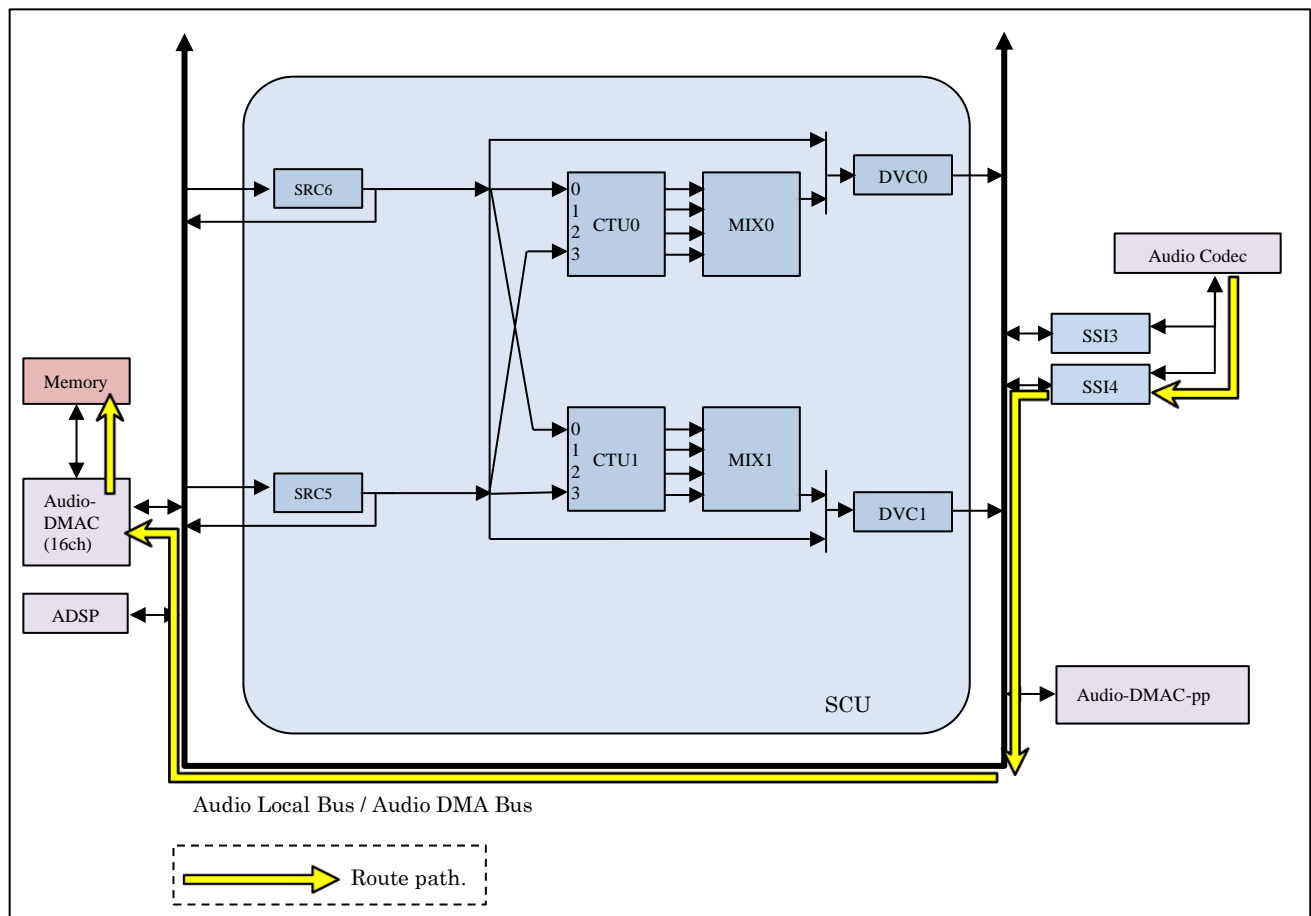 SRC6
0
1
2
3
CTU0
MIX0
DVC0
Audio Codec
SSI3
SSI4
Memory
Audio-
DMAC
(16ch)
ADSP
SRC5
0
1
2
3
CTU1
MIX1
DVC1
SCU
Audio-DMAC-pp
Audio Local Bus / Audio DMA Bus
Route path.